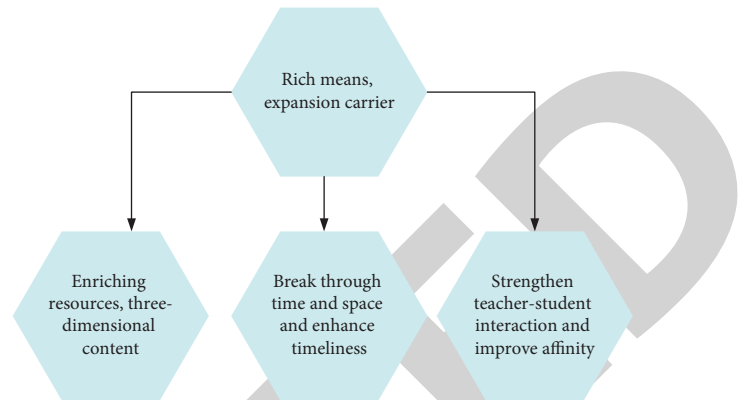 Rich means,
expansion carrier
Enriching
resources, three-
dimensional
content
Break through
time and space
and enhance
timeliness
Strengthen
teacher-student
interaction and
improve affinity